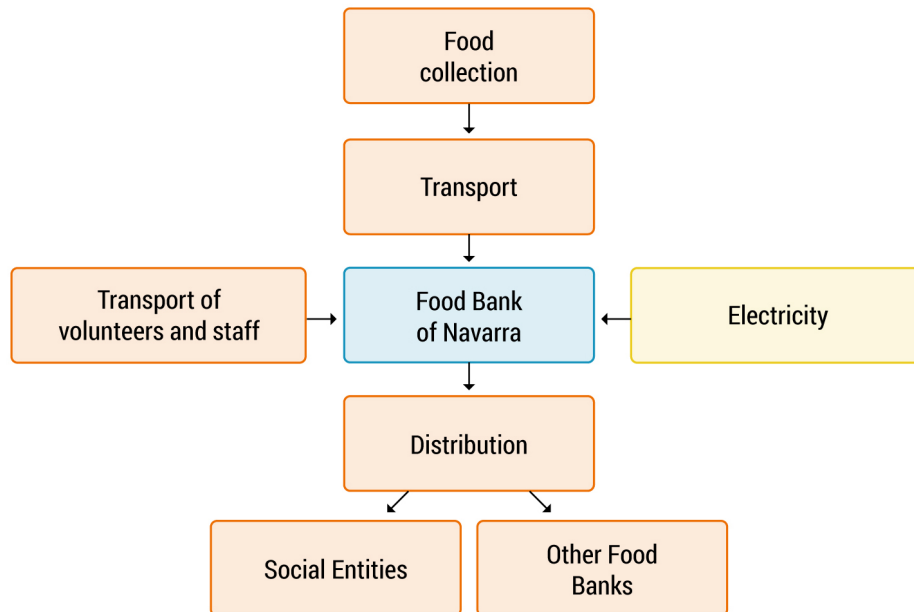 Food
collection
Transport
Transport of
volunteers and staff
Food Bank
of Navarra
Electricity
Distribution
Social Entities
Other Food
Banks